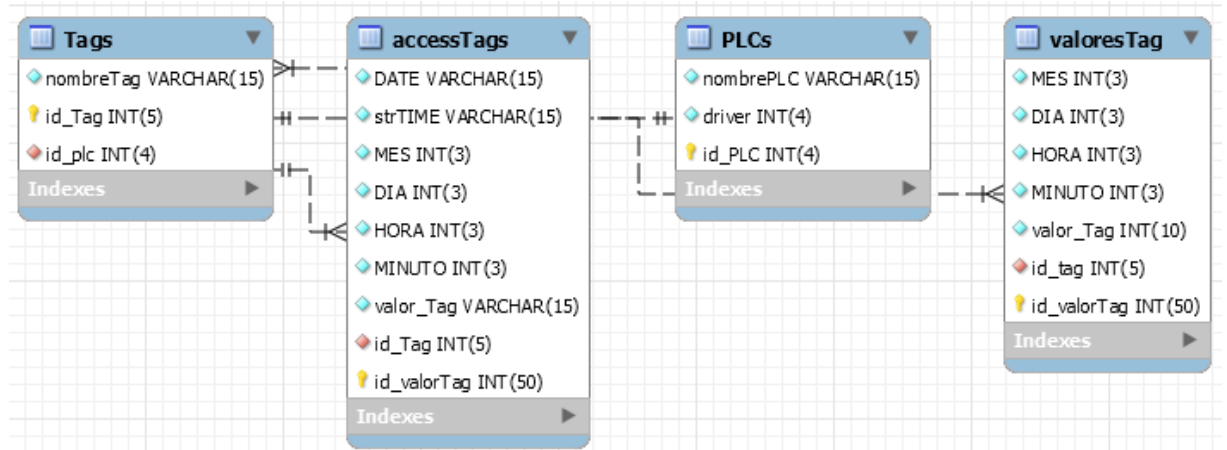 Tags
nombreTag VARCHAR(15)
id_Tag INT(5)
id_plc INT(4)
Indexes
accessTags
DATE VARCHAR(15)
strTIME VARCHAR(15)
MES INT(3)
DIA INT(3)
HORA INT(3)
MINUTO INT(3)
valor_Tag VARCHAR(15)
id_Tag INT(5)
id_valorTag INT(50)
Indexes
PLCs
nombrePLC VARCHAR(15)
driver INT(4)
id_PLC INT(4)
Indexes
valoresTag
MES INT(3)
DIA INT(3)
HORA INT(3)
MINUTO INT(3)
valor_Tag INT(10)
id_tag INT(5)
id_valorTag INT(50)
Indexes